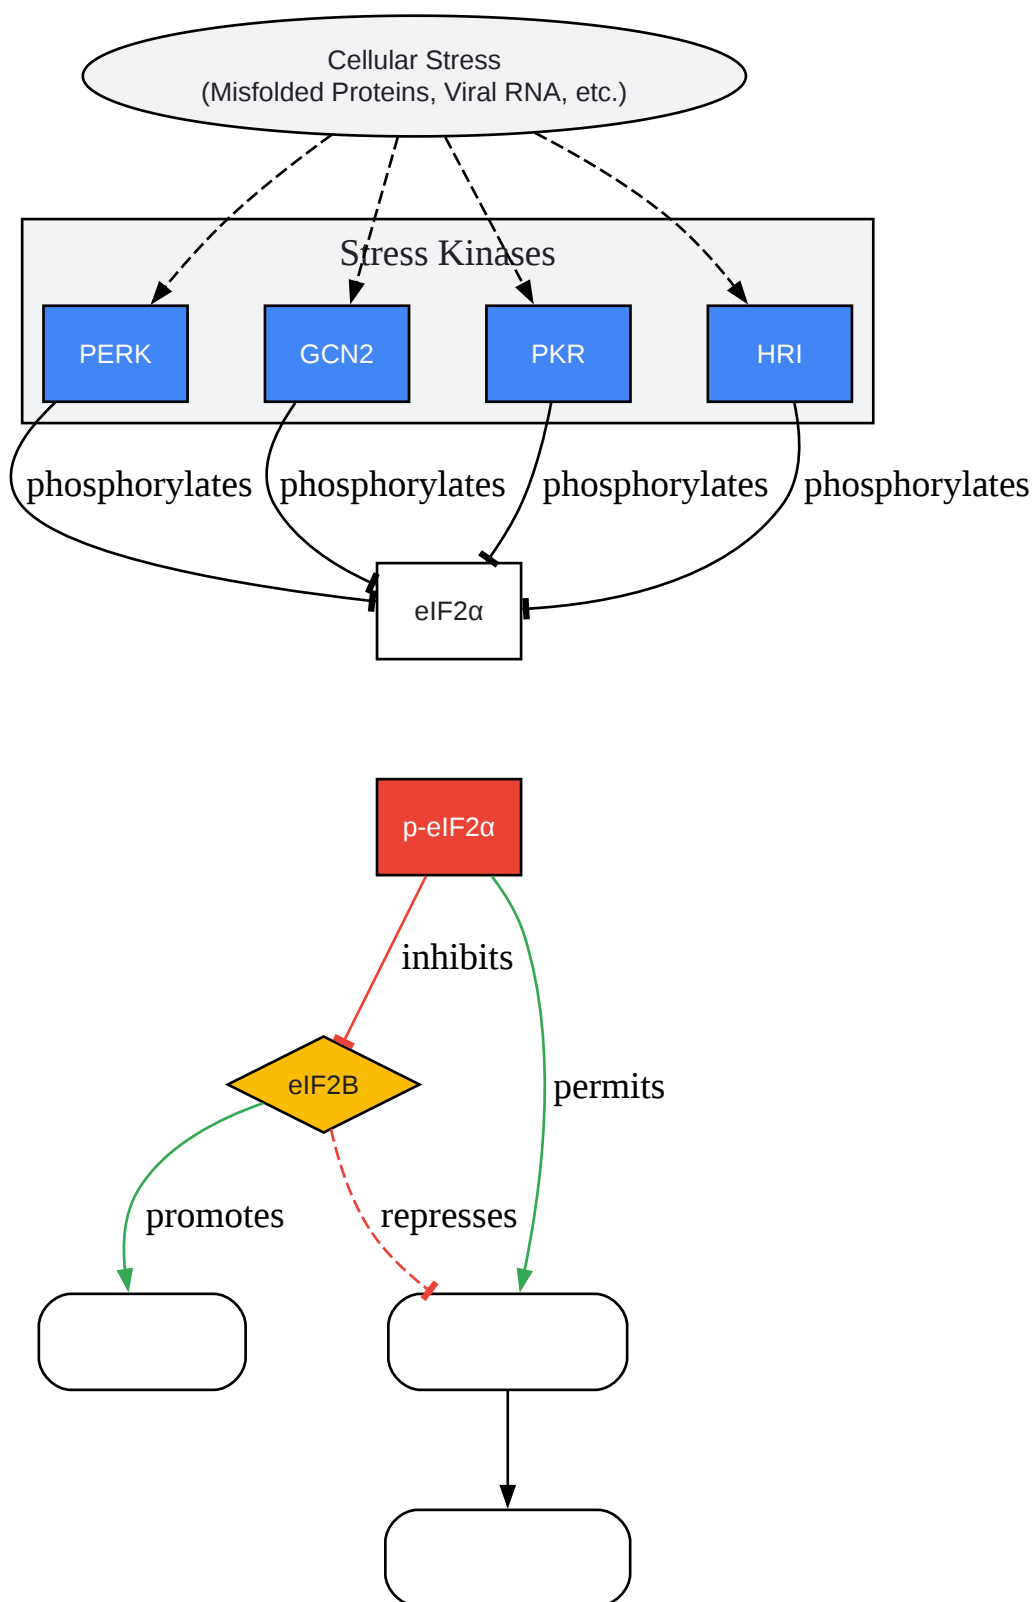 Cellular Stress
(Misfolded Proteins, Viral RNA, etc.)
Stress Kinases
PERK
GCN2
PKR
HRI
phosphorylates
phosphorylates
phosphorylates
phosphorylates
eIF2α
p-eIF2α
inhibits
eIF2B
permits
promotes
represses